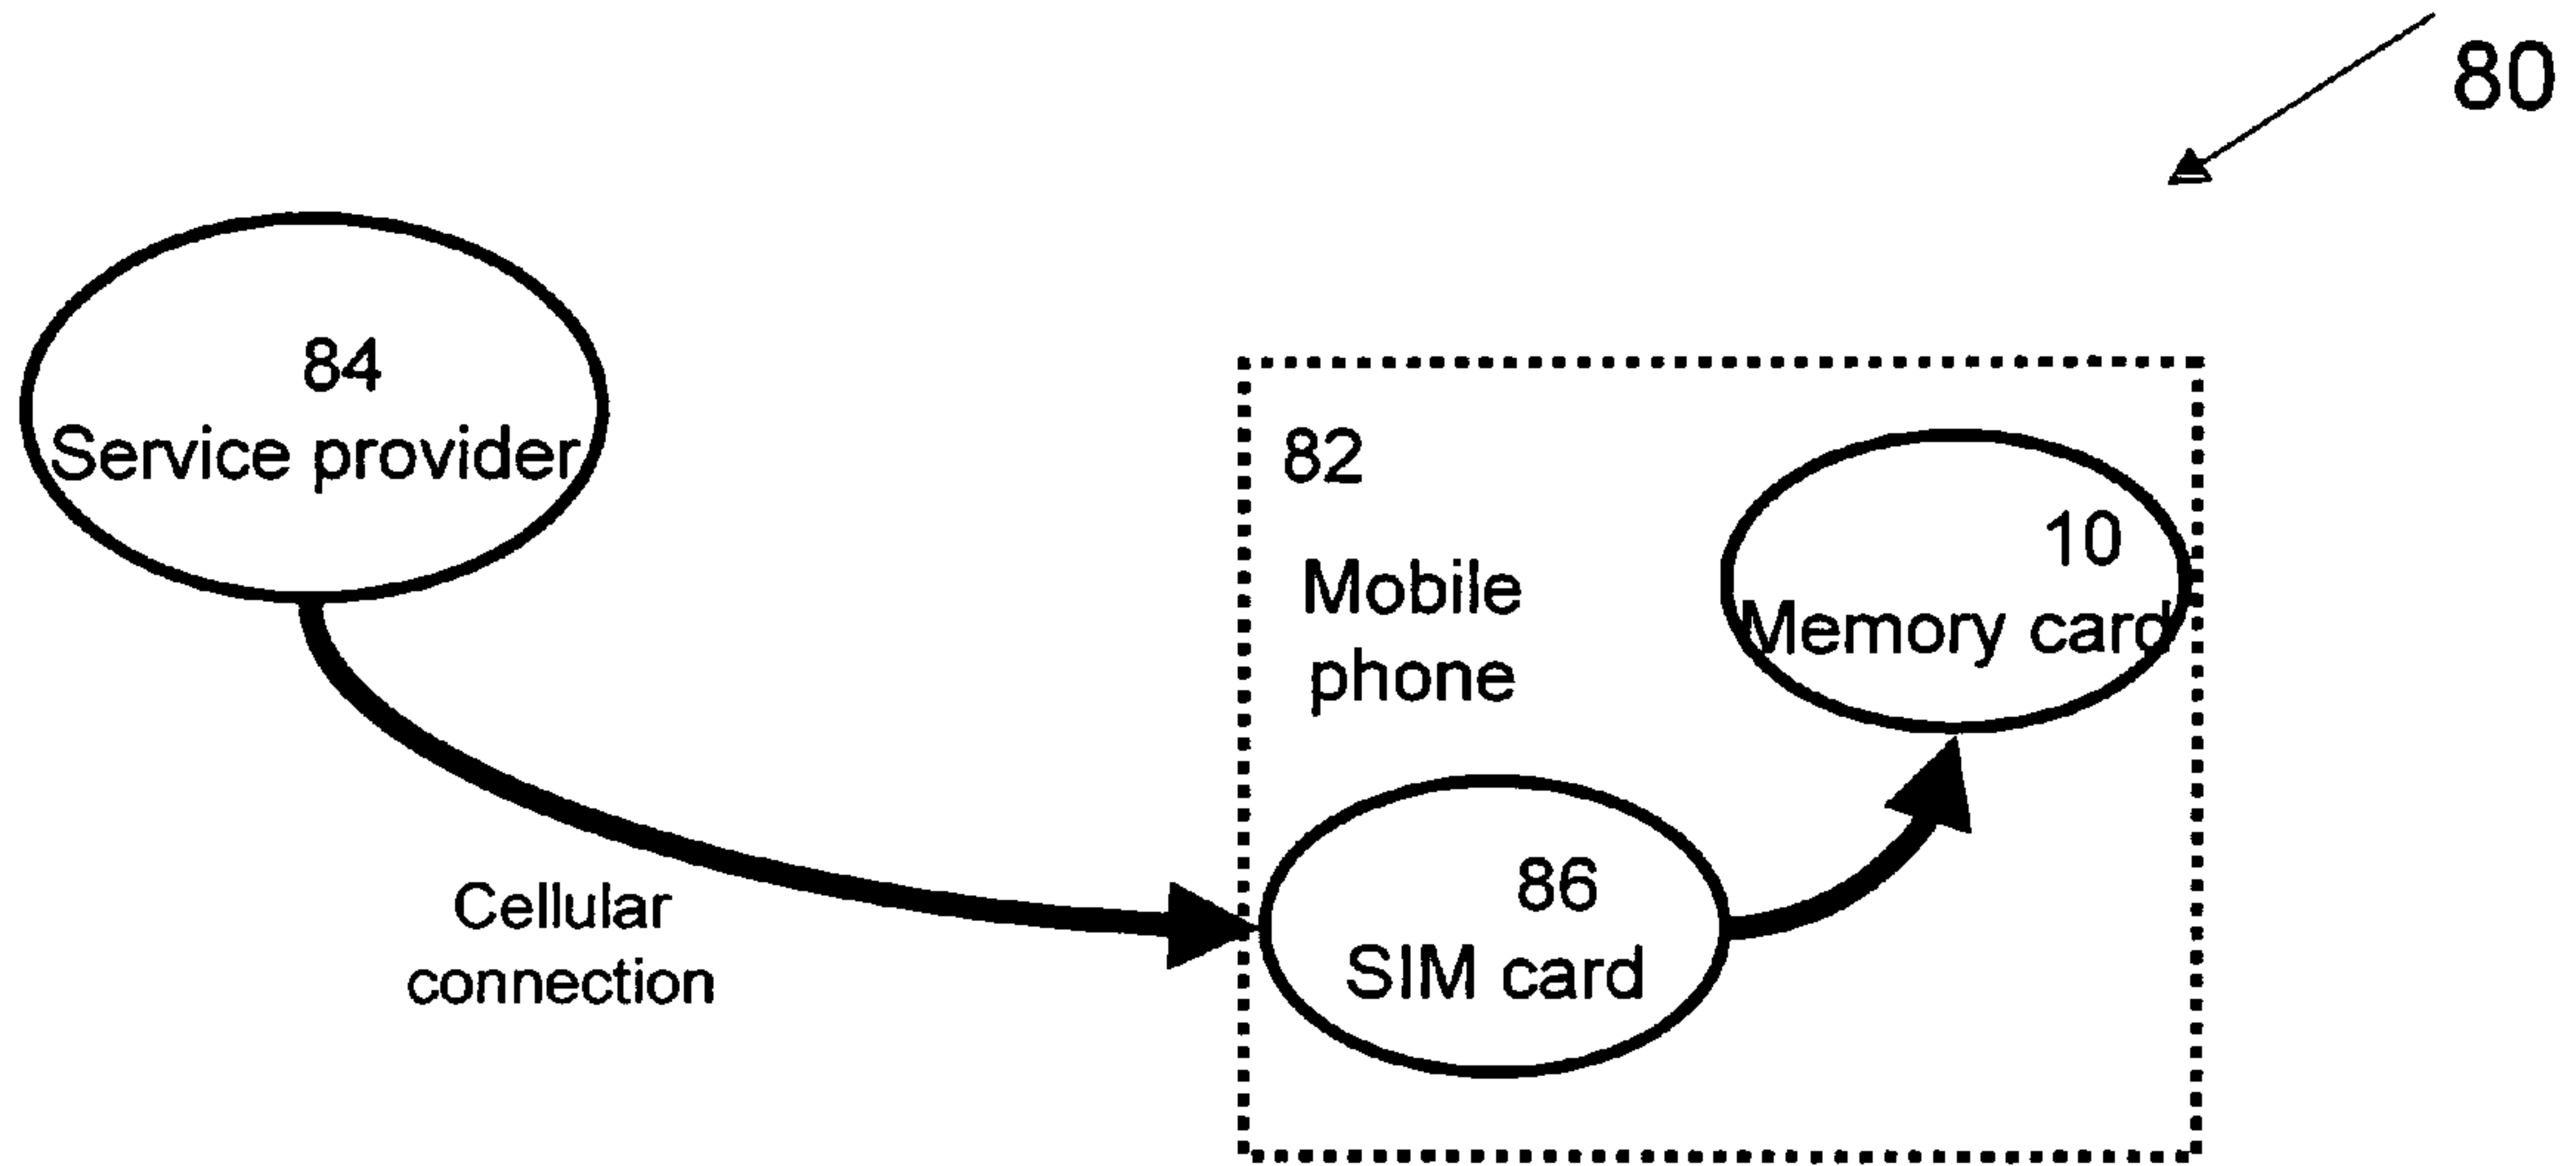 80
84
Service provider
82
Mobile
phone
10
Memory card
86
SIM card
Cellular
connection